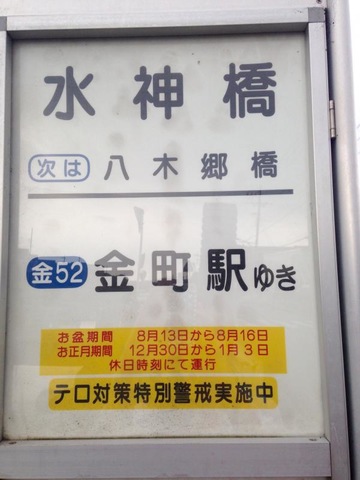 水神橋
次は 八木郷橋
金52 金町駅ゆき
お盆期間 8月13日から8月16日
お正月期間 12月30日から1月3日
休日時刻にて運行
テロ対策特別警戒実施中